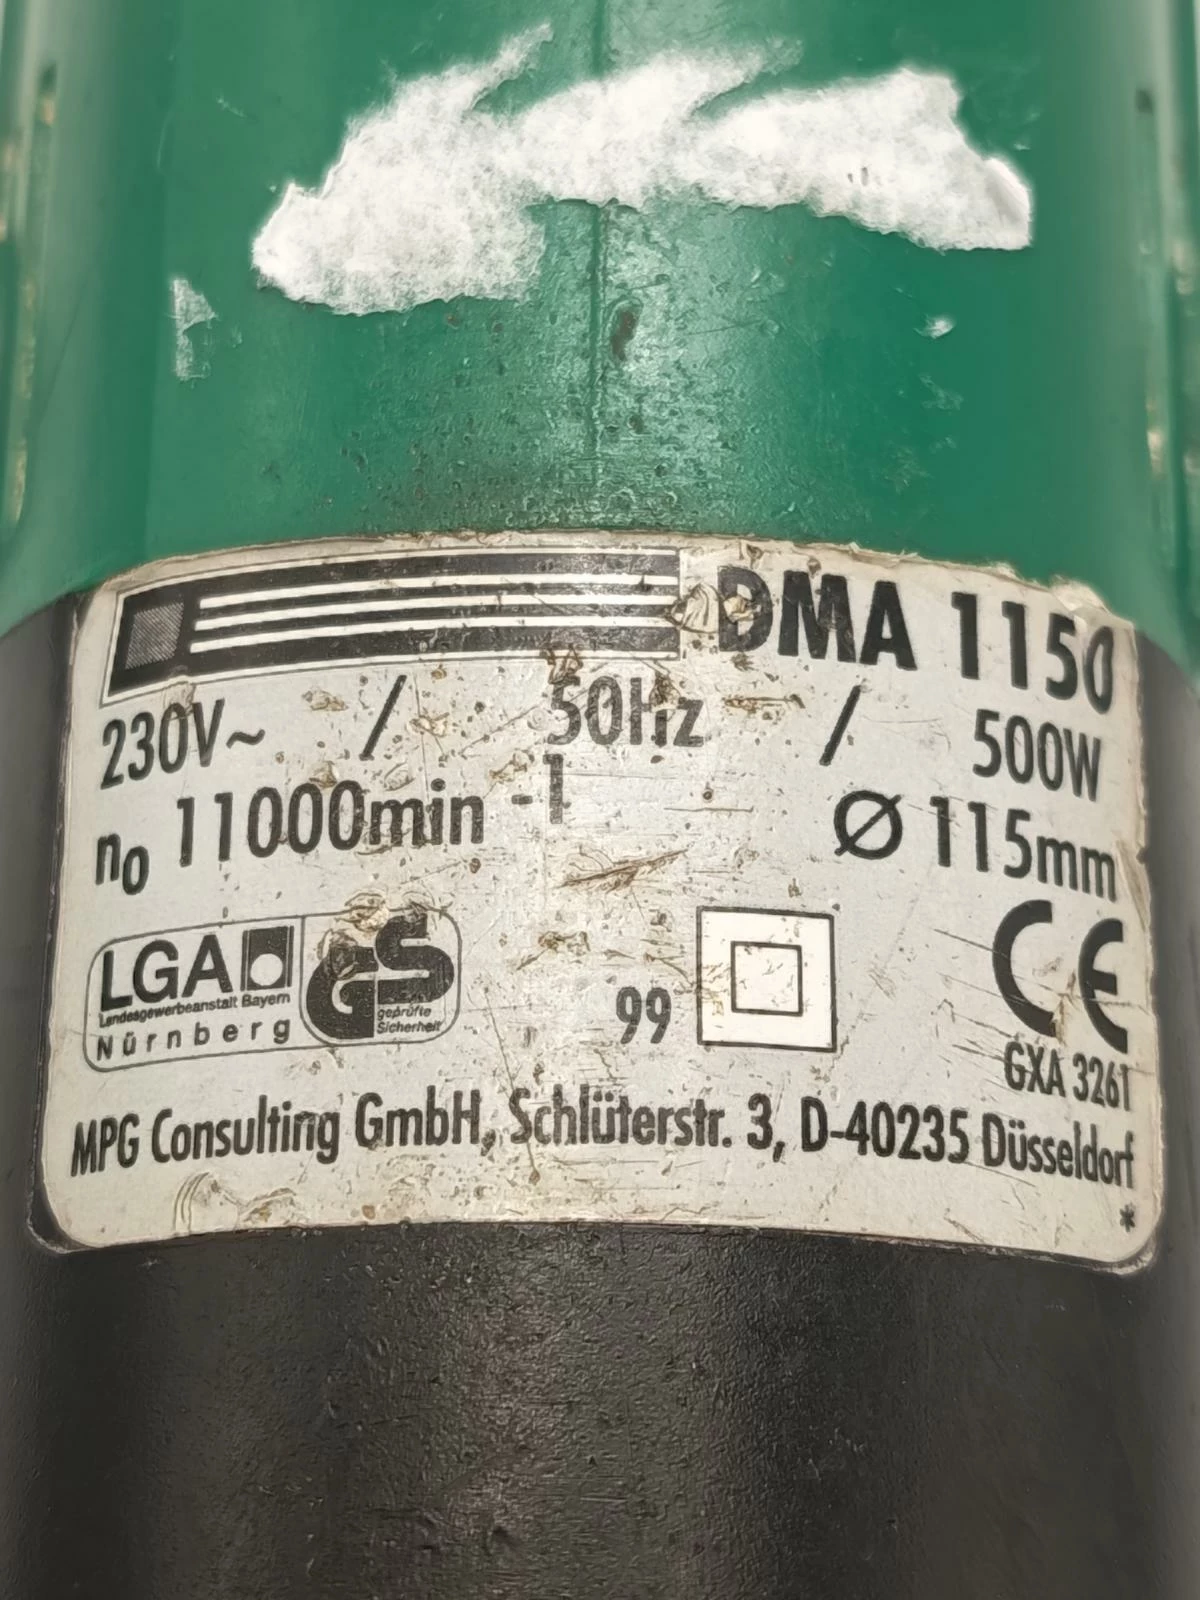 DMA 1150
230V~ / 50Hz / 500W
n₀ 11000min⁻¹ Ø 115mm
LGA
Landesgewerbeanstalt Bayern
Nürnberg
GS
geprüfte
Sicherheit
99
CE
GXA 3261
MPG Consulting GmbH, Schlüterstr. 3, D-40235 Düsseldorf
*